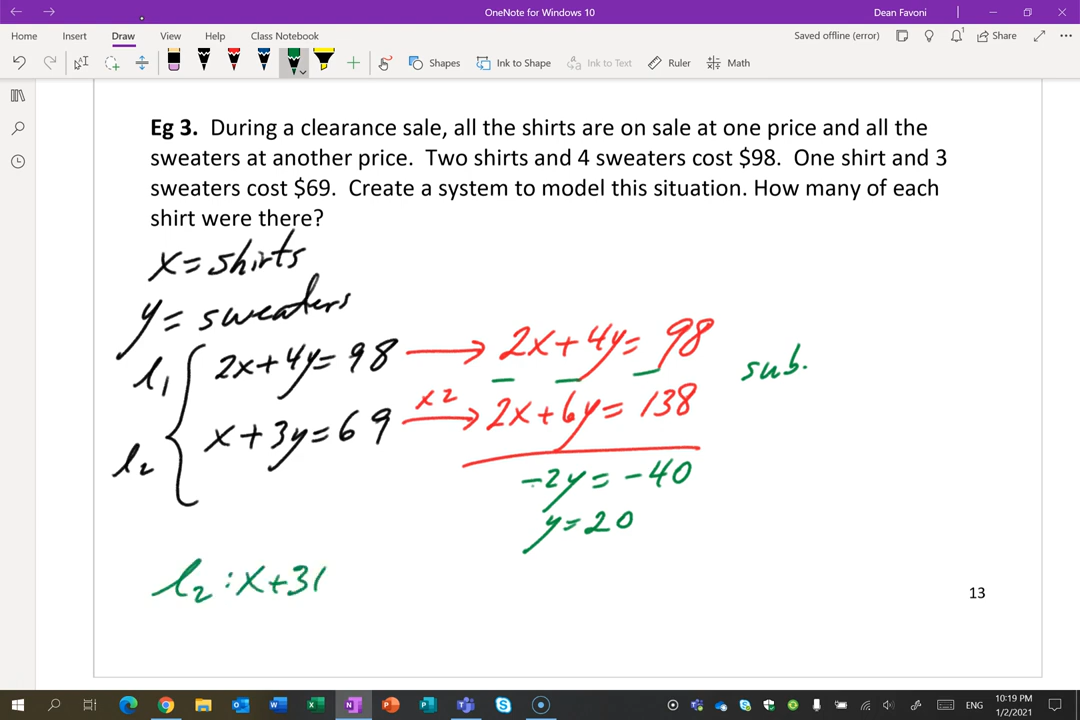 OneNote for Windows 10
Dean Favoni
Home Insert Draw View Help Class Notebook
Saved offline (error)
Share
Shapes Ink to Shape Ink to Text Ruler Math
Eg 3. During a clearance sale, all the shirts are on sale at one price and all the
sweaters at another price. Two shirts and 4 sweaters cost $98. One shirt and 3
sweaters cost $69. Create a system to model this situation. How many of each
shirt were there?
x = shirts
y = sweaters
l₁ 2x+4y=98 → 2x+4y=98
sub.
l₂ x+3y=69 x2 → 2x+6y=138
-2y=-40
y=20
l₂: x+3(
13
ENG
10:19 PM
1/2/2021